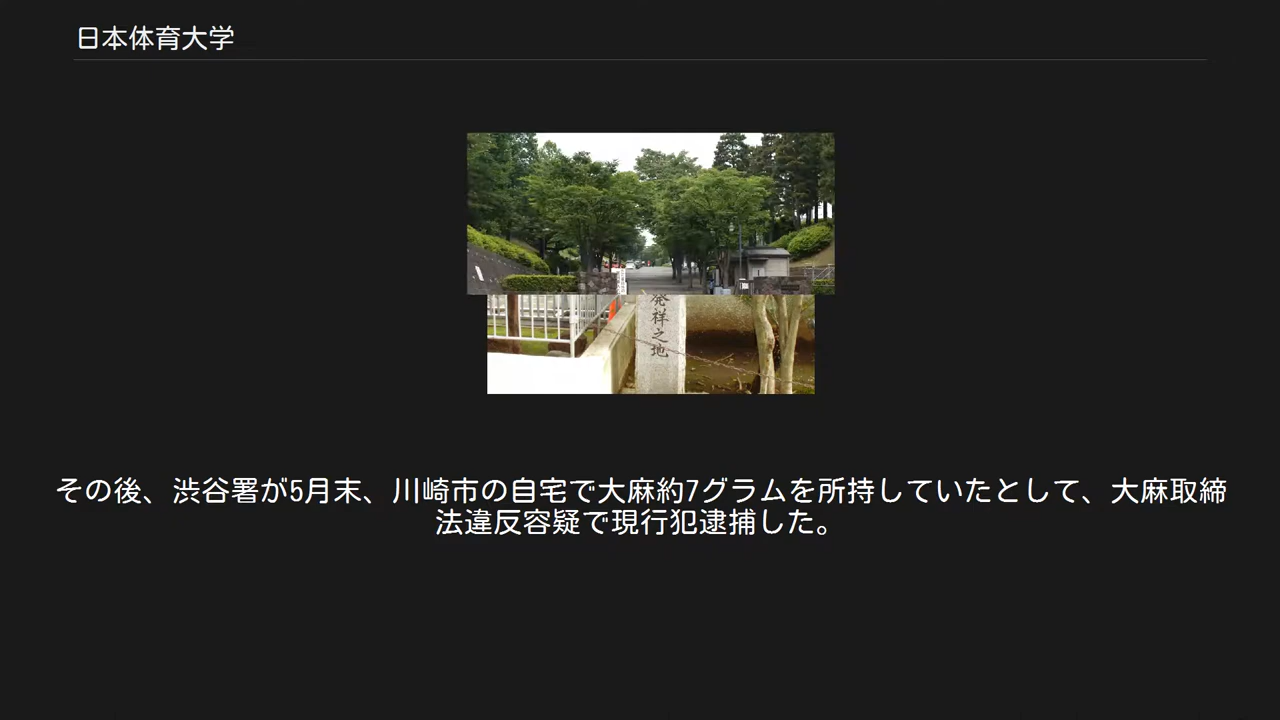 日本体育大学
発祥之地
その後、渋谷署が5月末、川崎市の自宅で大麻約7グラムを所持していたとして、大麻取締
法違反容疑で現行犯逮捕した。